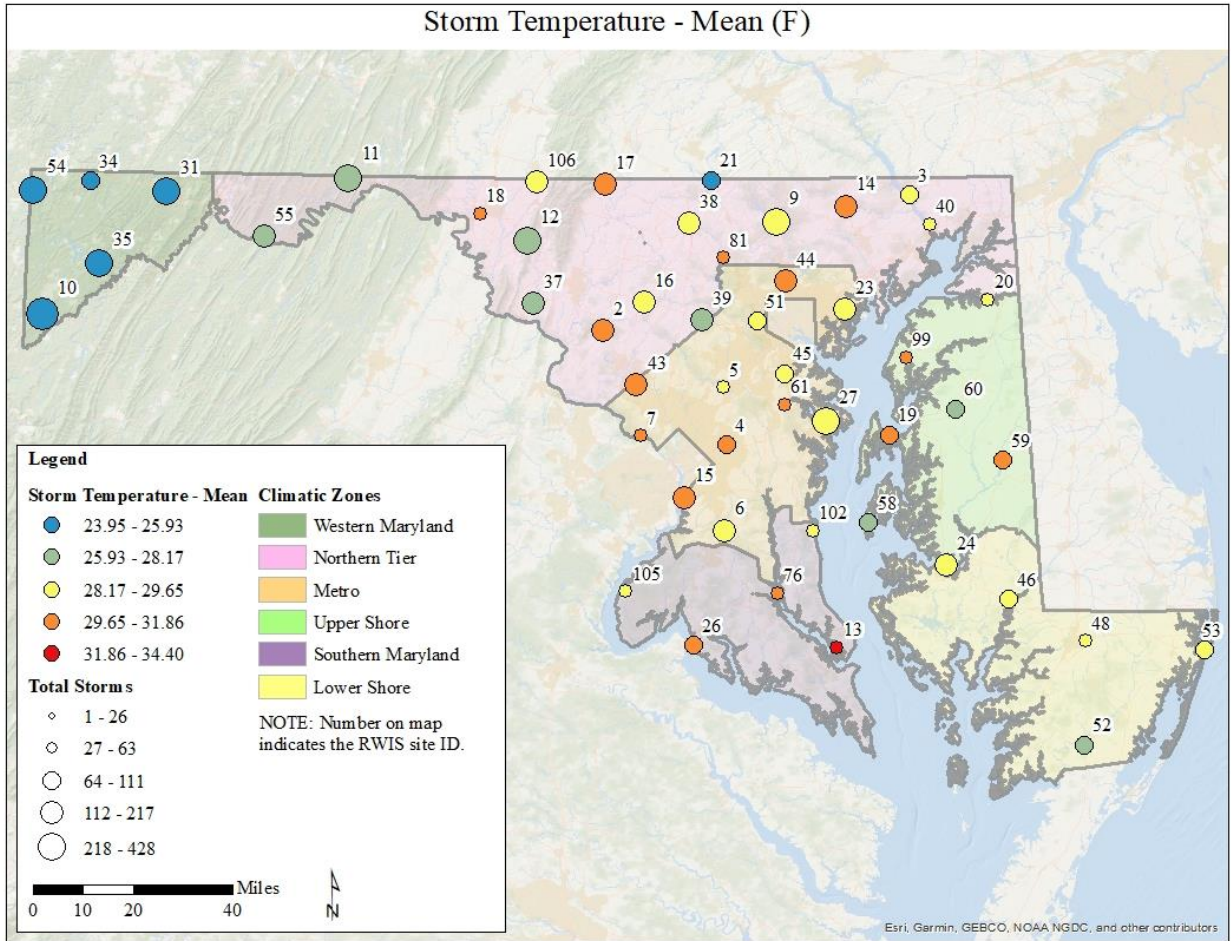 Storm Temperature - Mean (F)
54
34
31
11
106
17
21
14
3
18
12
38
9
40
55
35
81
44
10
37
16
39
51
23
20
2
99
43
5
45
61
27
60
7
4
19
59
15
6
102
58
24
105
76
46
26
13
48
53
52
Legend
Storm Temperature - Mean
23.95 - 25.93
25.93 - 28.17
28.17 - 29.65
29.65 - 31.86
31.86 - 34.40
Total Storms
1 - 26
27 - 63
64 - 111
112 - 217
218 - 428
Climatic Zones
Western Maryland
Northern Tier
Metro
Upper Shore
Southern Maryland
Lower Shore
NOTE: Number on map
indicates the RWIS site ID.
Miles
0 10 20 40
N
Esri, Garmin, GEBCO, NOAA NGDC, and other contributors